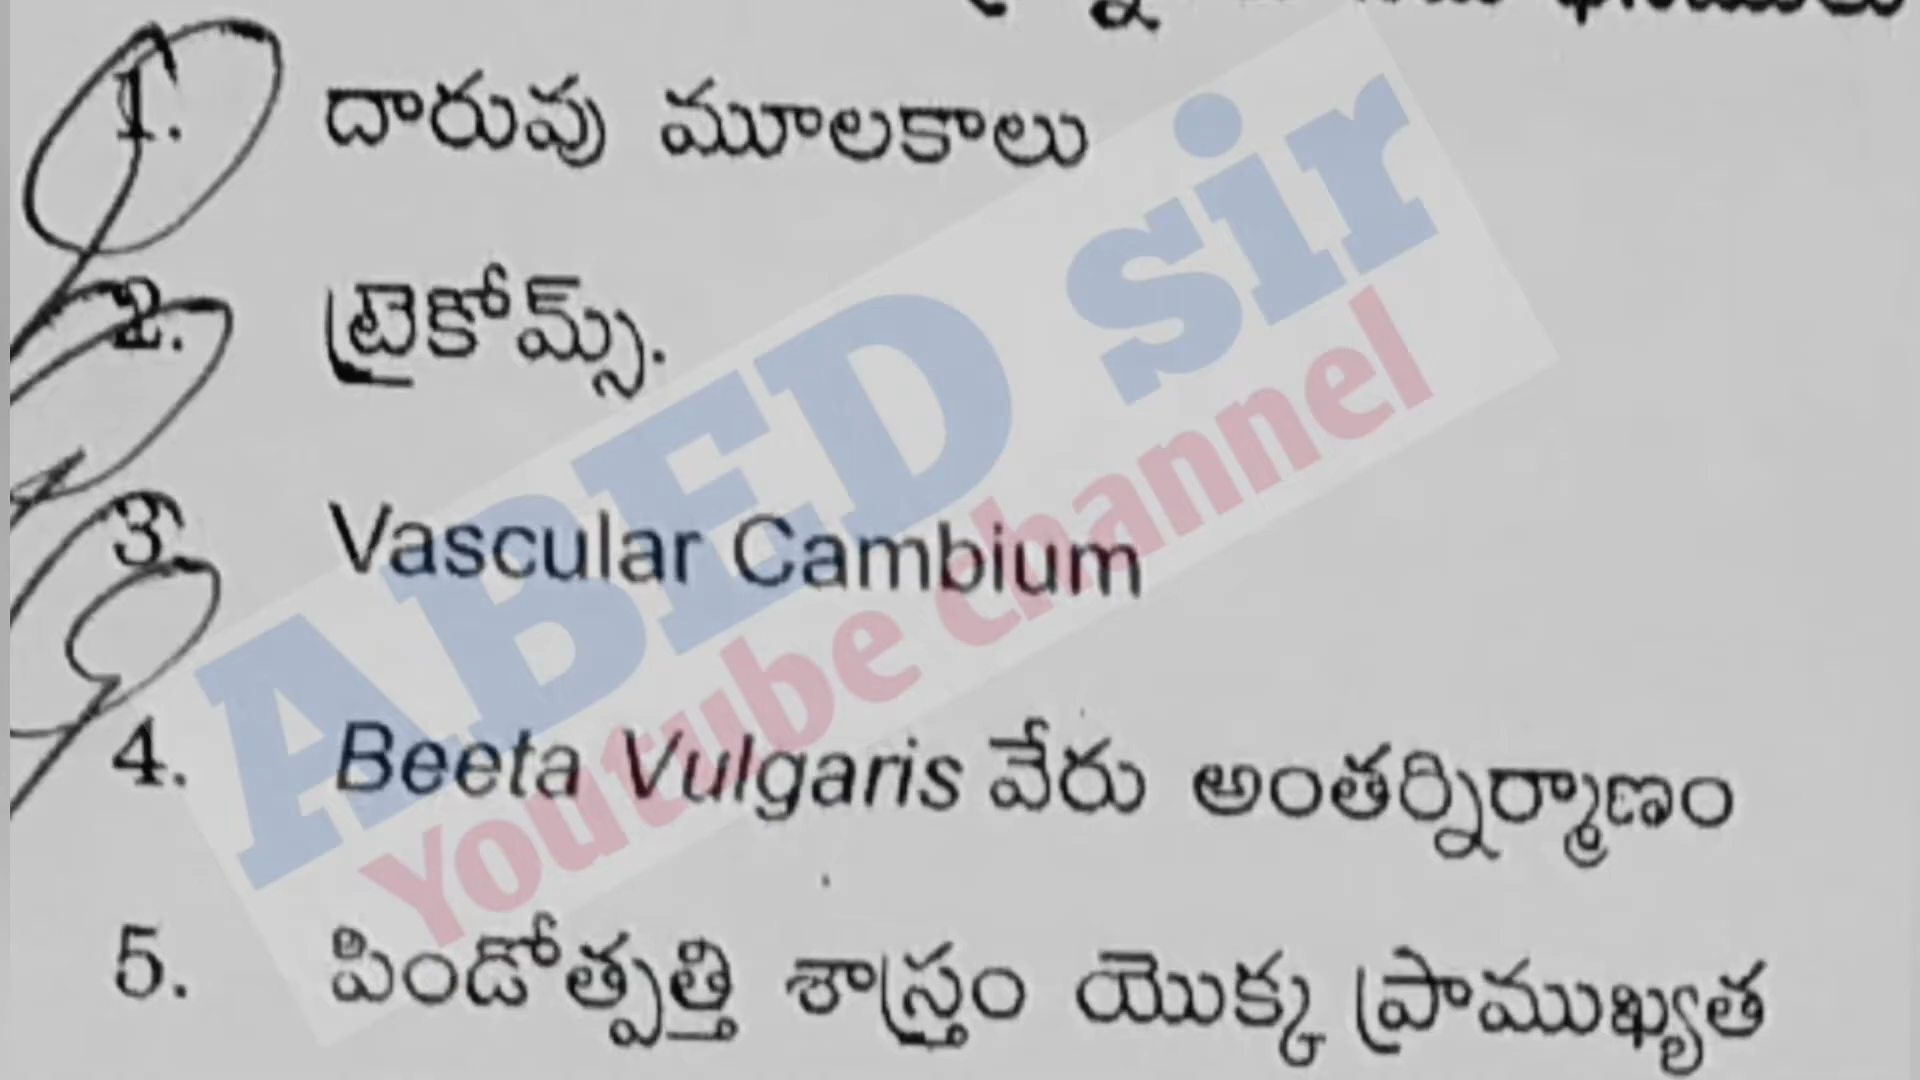 1. దారువు మూలకాలు
2. ట్రైకోమ్స్.
3. Vascular Cambium
4. Beeta Vulgaris వేరు అంతర్నిర్మాణం
5. పిండోత్పత్తి శాస్త్రం యొక్క ప్రాముఖ్యత
ABED sir
Youtube channel